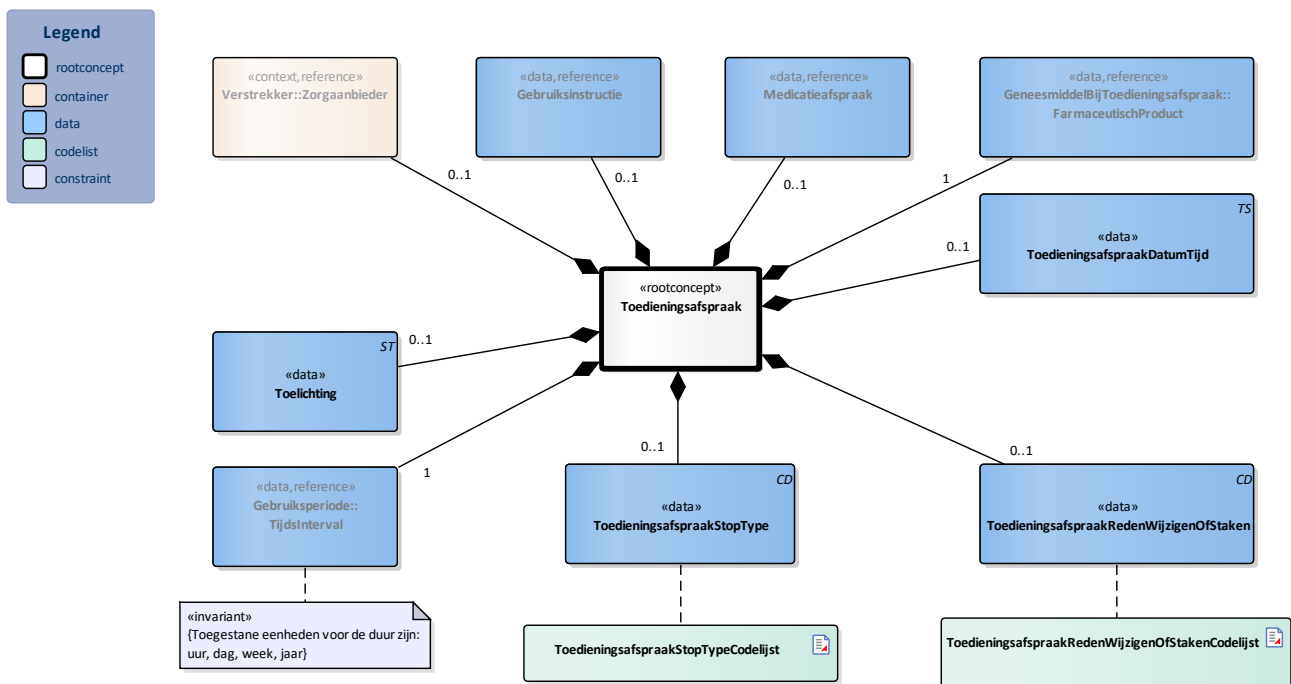 Legend
rootconcept
container
data
codelist
constraint
«context,reference»
Verstrekker::Zorgaanbieder
«data,reference»
Gebruiksinstructie
«data,reference»
Medicatieafspraak
«data,reference»
GeneesmiddelBijToedieningsafspraak::
FarmaceutischProduct
0..1
0..1
0..1
1
TS
«data»
ToedieningsafspraakDatumTijd
0..1
«rootconcept»
Toedieningsafspraak
ST
«data»
Toelichting
0..1
«data,reference»
Gebruiksperiode::
TijdsInterval
1
0..1
CD
«data»
ToedieningsafspraakStopType
0..1
CD
«data»
ToedieningsafspraakRedenWijzigenOfStaken
«invariant»
{Toegestane eenheden voor de duur zijn:
uur, dag, week, jaar}
ToedieningsafspraakStopTypeCodelijst
ToedieningsafspraakRedenWijzigenOfStakenCodelijst